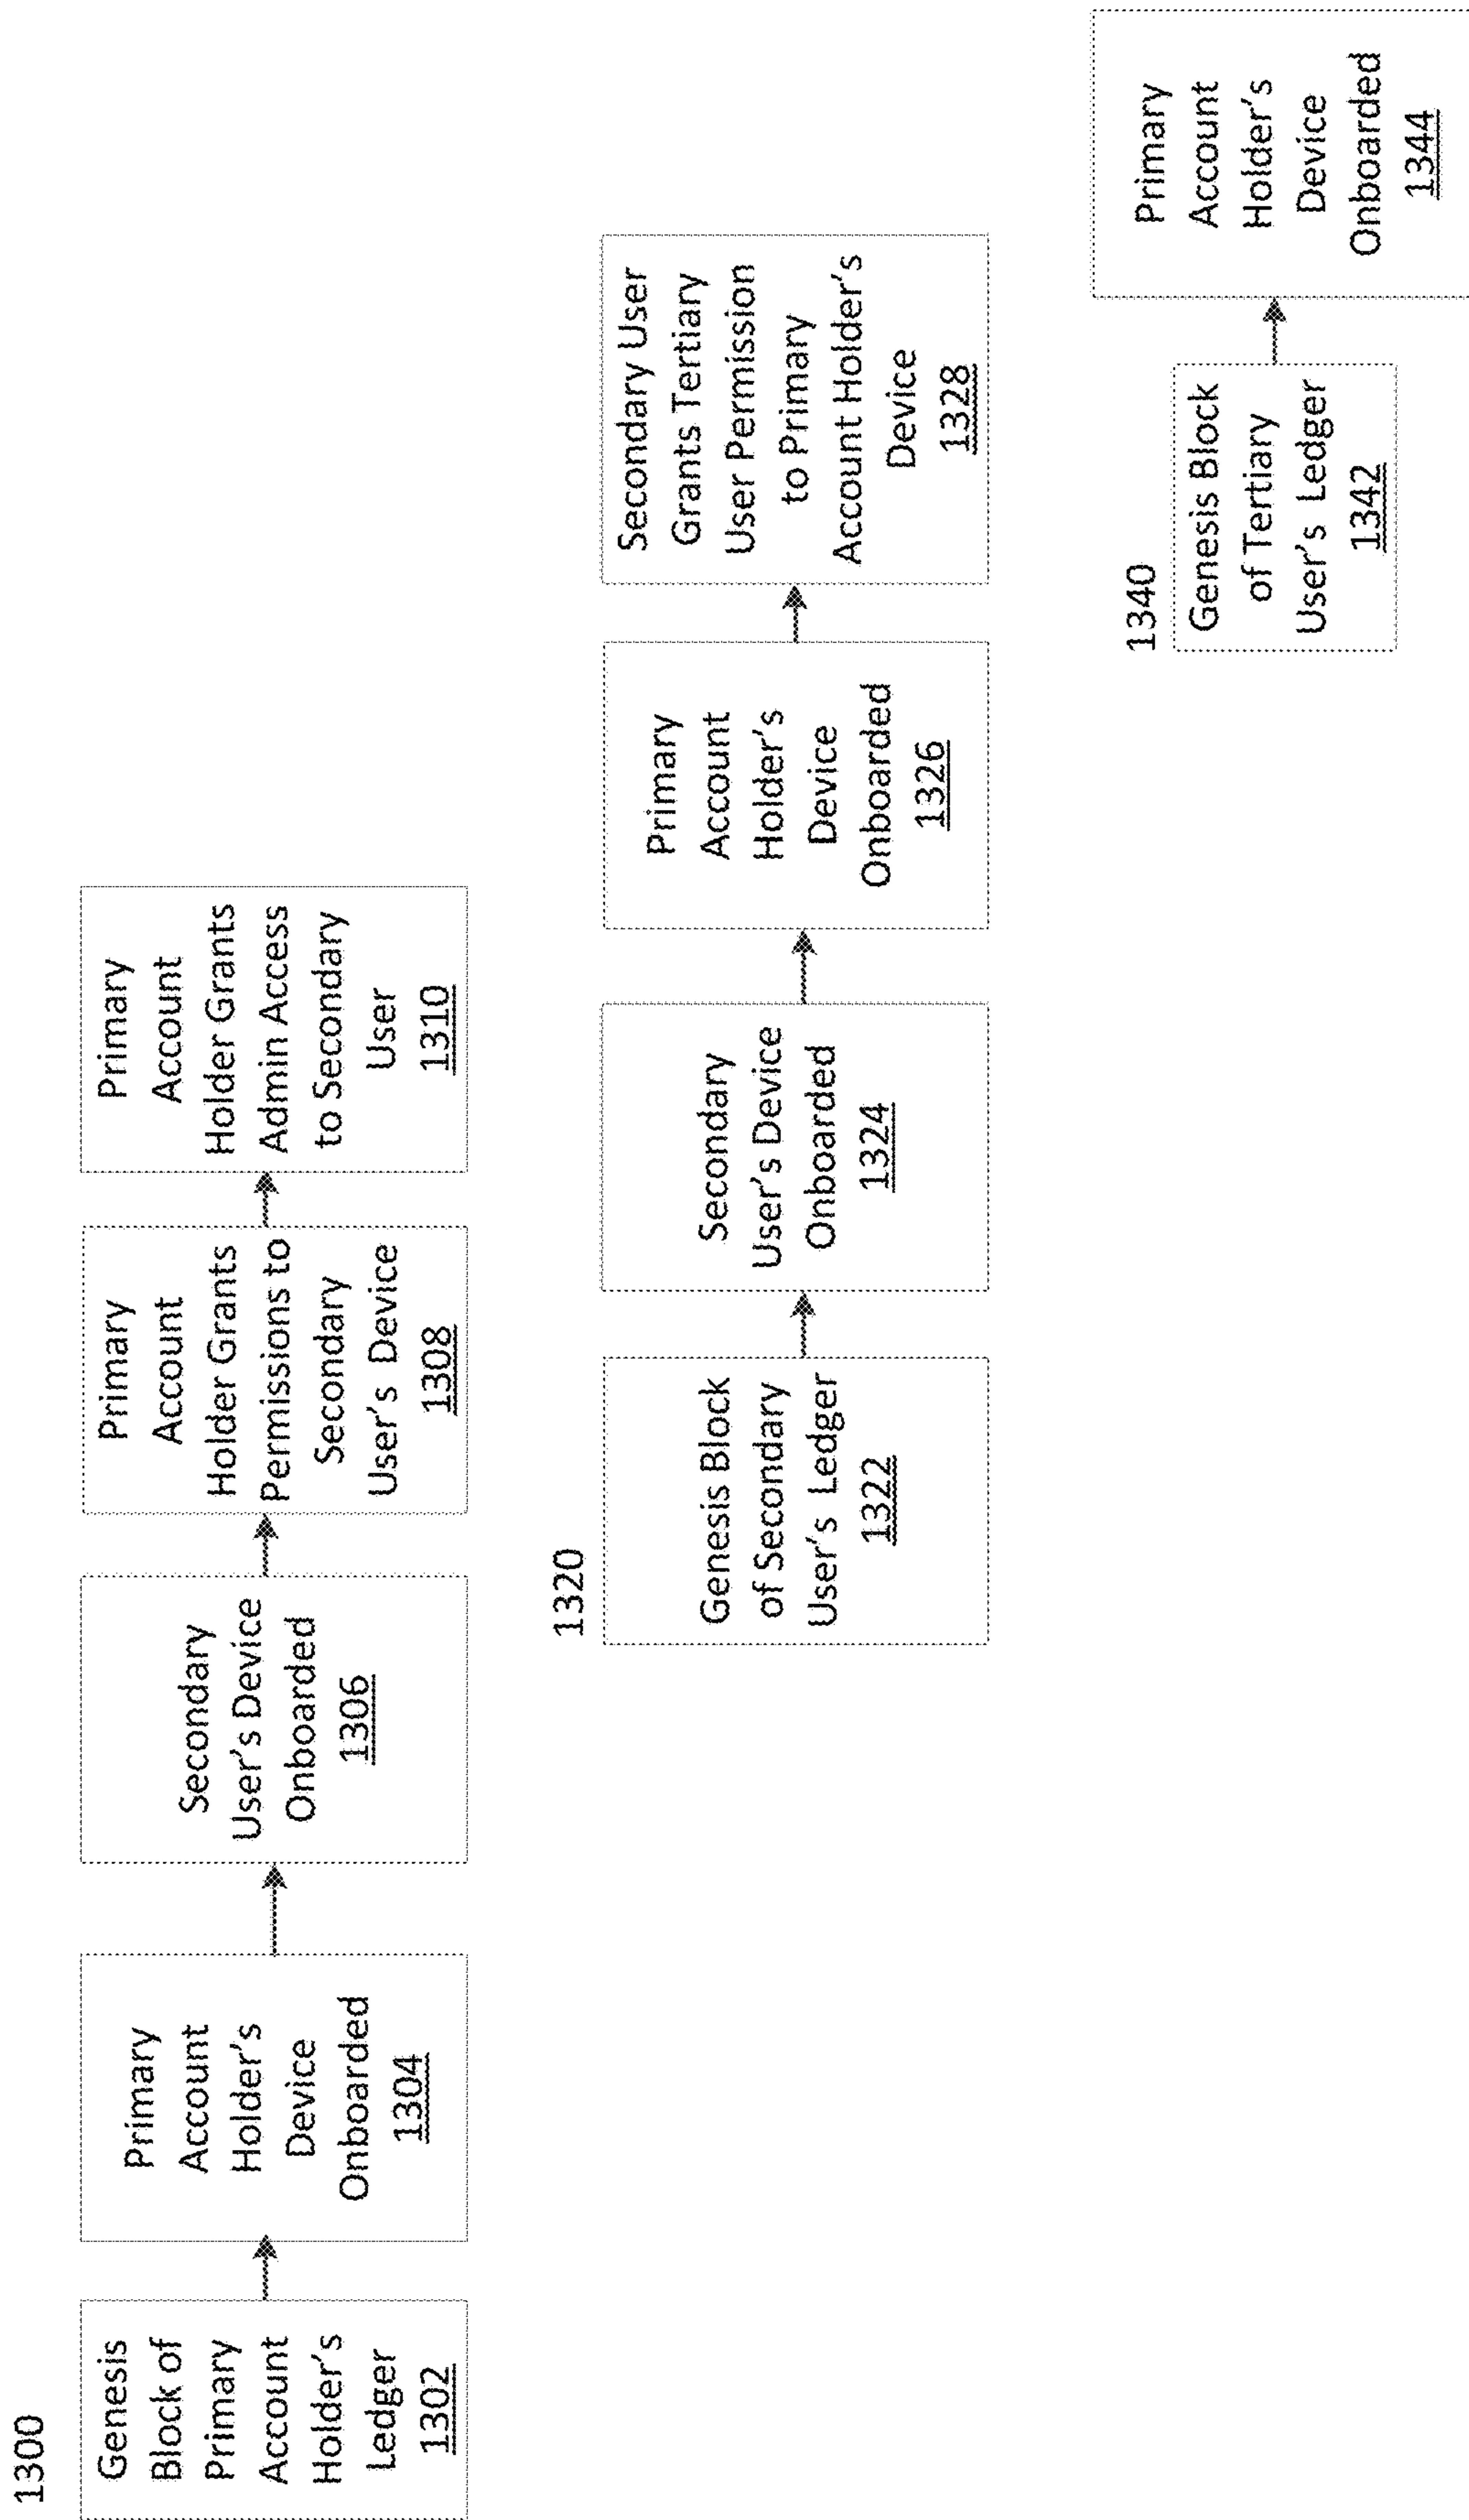 1300
Genesis
Block of
Primary
Account
Holder's
Ledger
1302
Primary
Account
Holder's
Device
Onboarded
1304
Secondary
User's Device
Onboarded
1306
Primary
Account
Holder Grants
Permissions to
Secondary
User's Device
1308
Primary
Account
Holder Grants
Admin Access
to Secondary
User
1310
1320
Genesis Block
of Secondary
User's Ledger
1322
Secondary
User's Device
Onboarded
1324
Primary
Account
Holder's
Device
Onboarded
1326
Secondary User
Grants Tertiary
User Permission
to Primary
Account Holder's
Device
1328
1340
Genesis Block
of Tertiary
User's Ledger
1342
Primary
Account
Holder's
Device
Onboarded
1344